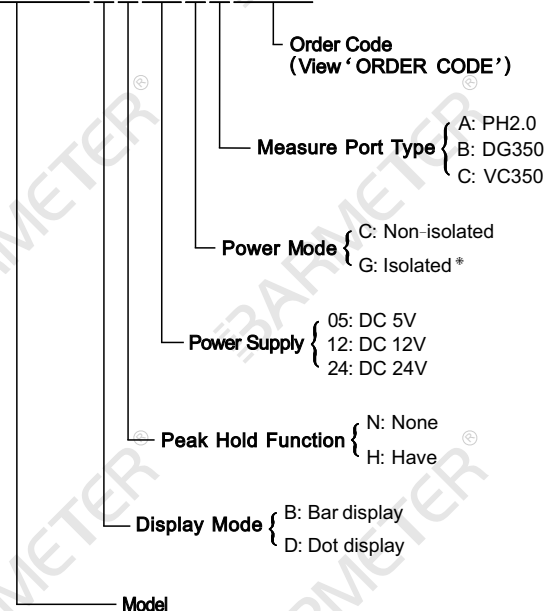 Order Code
(View ‘ORDER CODE’)
Measure Port Type
A: PH2.0
B: DG350
C: VC350
Power Mode
C: Non-isolated
G: Isolated*
Power Supply
05: DC 5V
12: DC 12V
24: DC 24V
Peak Hold Function
N: None
H: Have
Display Mode
B: Bar display
D: Dot display
Model
BARMETER®